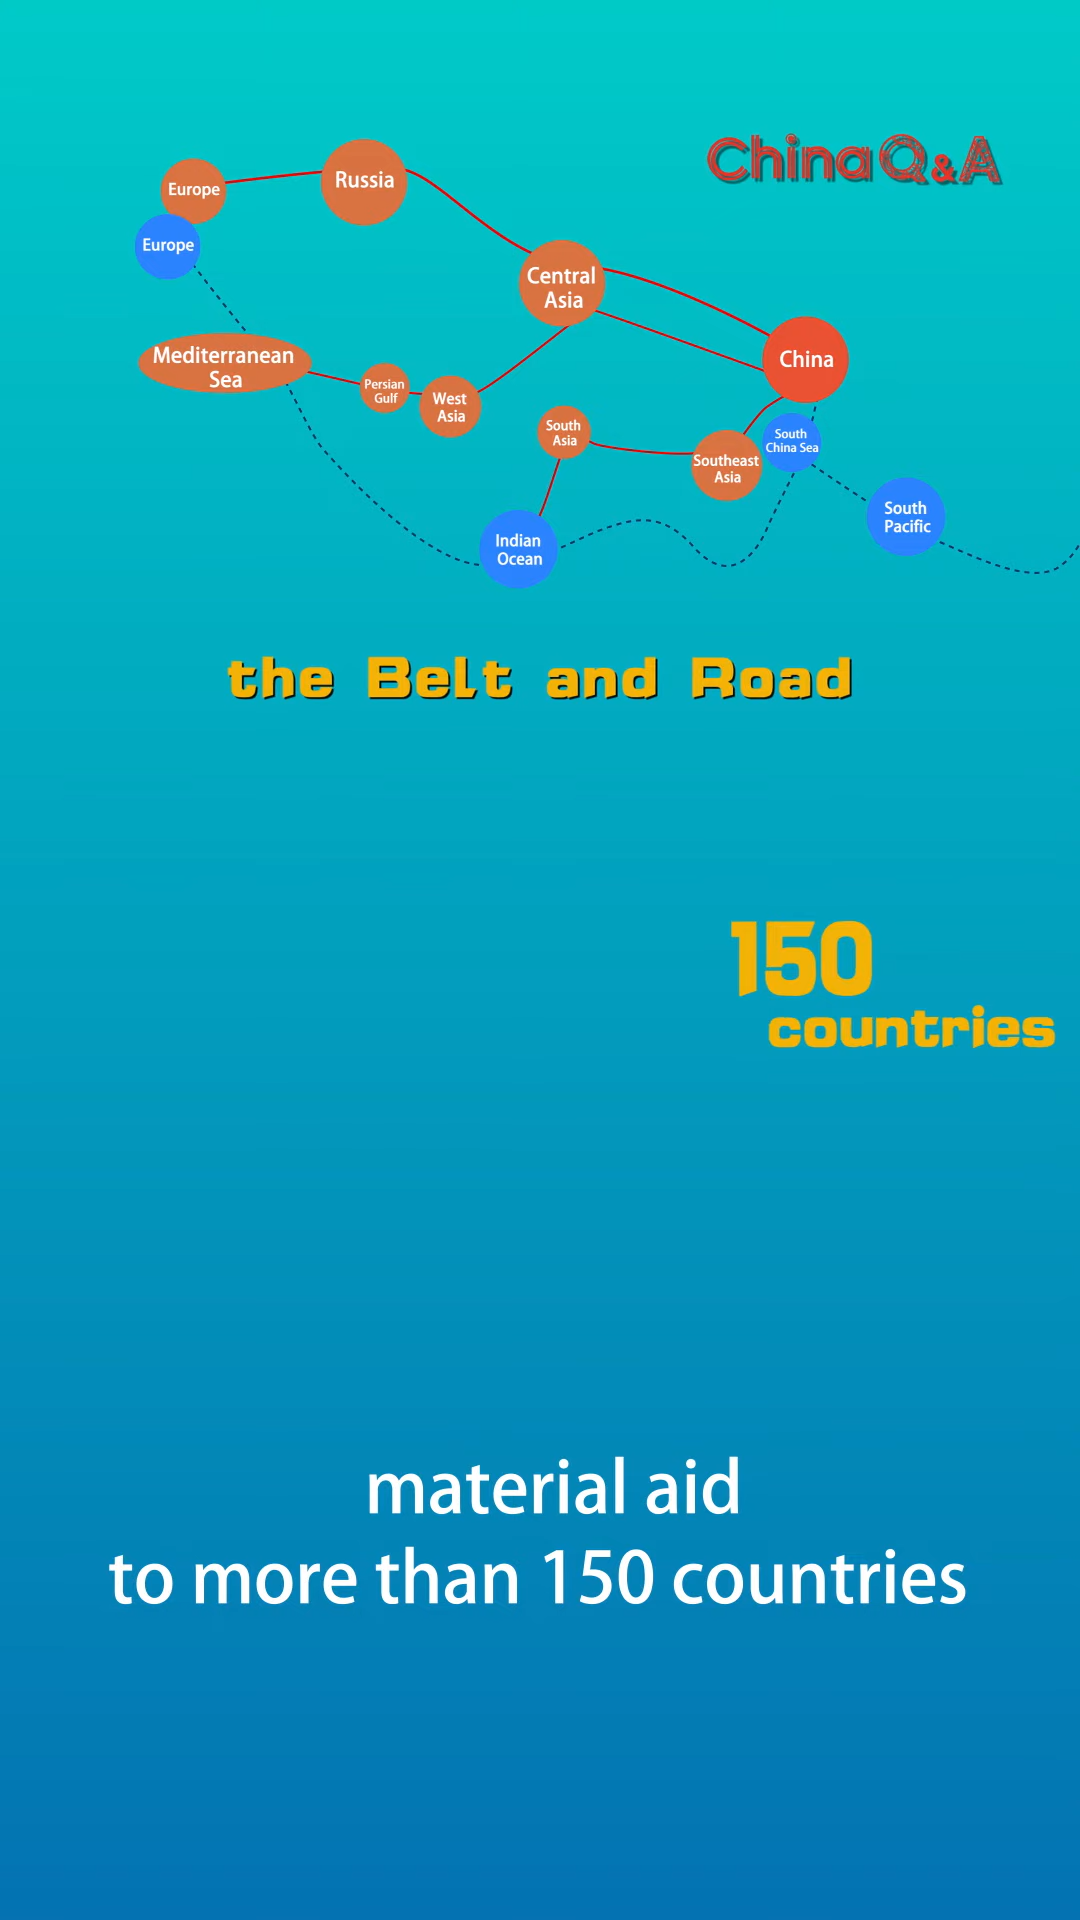 China Q&A
Europe
Russia
Europe
Central
Asia
China
Mediterranean
Sea
Persian
Gulf
West
Asia
South
Asia
South
China Sea
Southeast
Asia
South
Pacific
Indian
Ocean
the Belt and Road
150
countries
material aid
to more than 150 countries